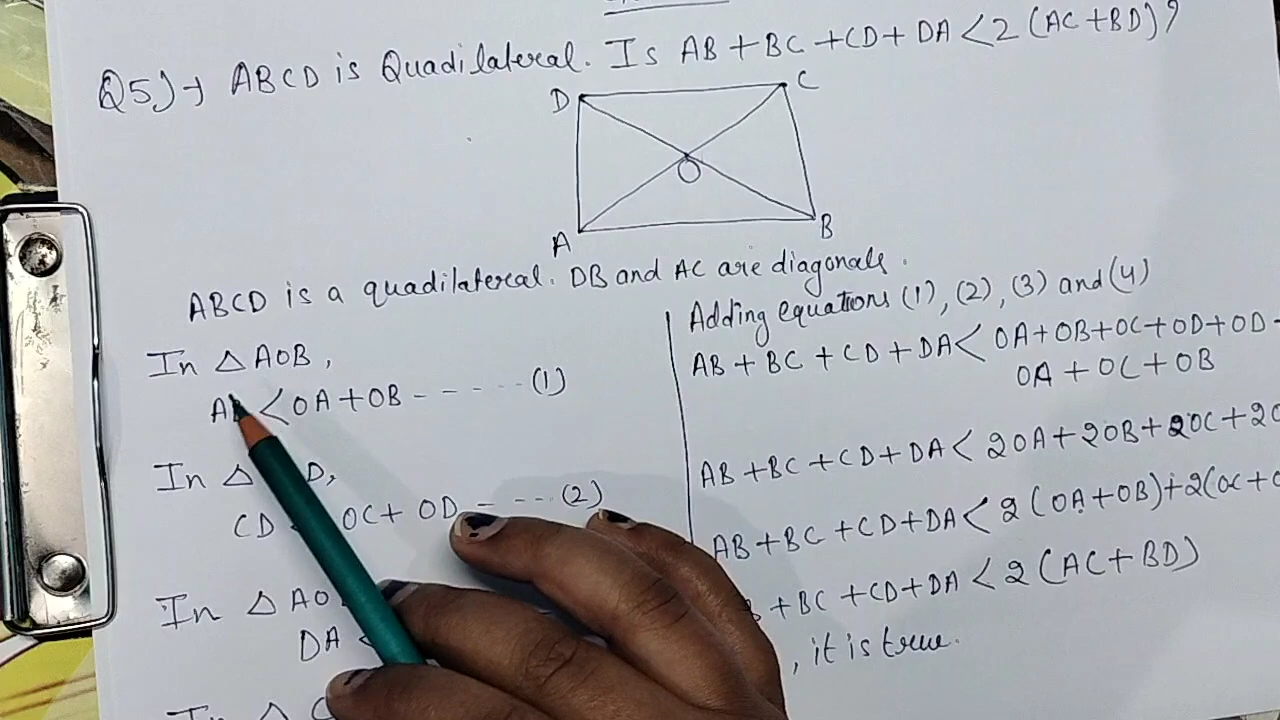 Q5)→ ABCD is Quadilateral. Is AB+BC+CD+DA<2(AC+BD)?
D C
O
A B
ABCD is a quadilateral. DB and AC are diagonals.
In △ AOB,
AB < OA+OB - - - - - (1)
In △ D,
CD OC+ OD - - - - (2)
In △ AO
DA <
In △ C
Adding equations (1), (2), (3) and (4)
AB + BC + CD + DA < OA+OB+OC+OD+OD
OA + OC + OB
AB +BC + CD + DA < 2OA+ 2OB+ 2OC+ 2O
AB +BC + CD+DA < 2(OA+OB)+2(OC+
+ BC +CD+DA <2 (AC+BD)
, it is true.